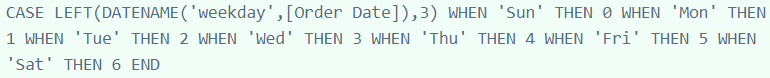 CASE LEFT(DATENAME('weekday',[Order Date]),3) WHEN 'Sun' THEN 0 WHEN 'Mon' THEN
1 WHEN 'Tue' THEN 2 WHEN 'Wed' THEN 3 WHEN 'Thu' THEN 4 WHEN 'Fri' THEN 5 WHEN
'Sat' THEN 6 END